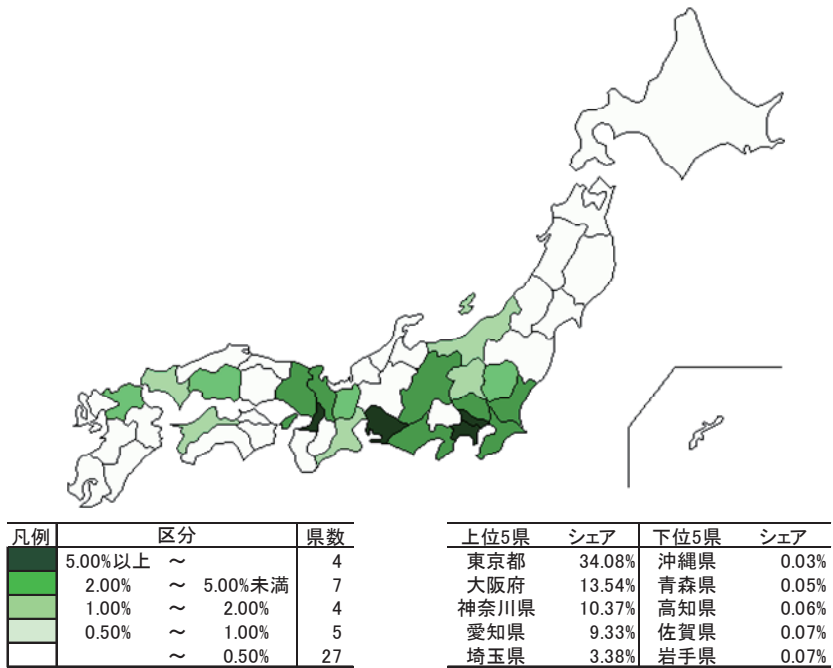 凡例 区分 県数
5.00%以上 ～ 4
2.00% ～ 5.00%未満 7
1.00% ～ 2.00% 4
0.50% ～ 1.00% 5
～ 0.50% 27
上位5県 シェア 下位5県 シェア
東京都 34.08% 沖縄県 0.03%
大阪府 13.54% 青森県 0.05%
神奈川県 10.37% 高知県 0.06%
愛知県 9.33% 佐賀県 0.07%
埼玉県 3.38% 岩手県 0.07%